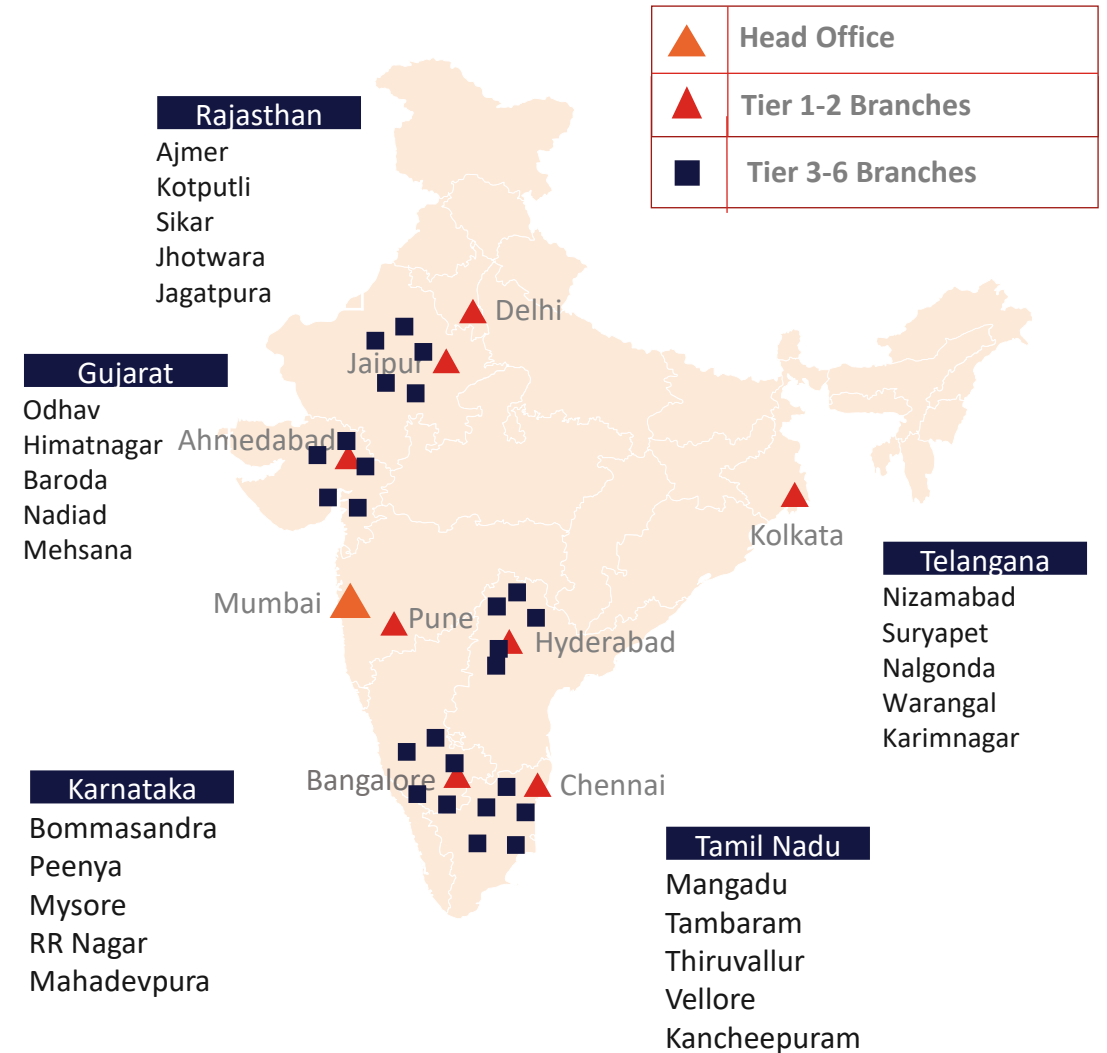 Head Office
Tier 1-2 Branches
Tier 3-6 Branches
Rajasthan
Ajmer
Kotputli
Sikar
Jhotwara
Jagatpura
Delhi
Jaipur
Gujarat
Odhav
Himatnagar
Baroda
Nadiad
Mehsana
Ahmedabad
Kolkata
Mumbai
Pune
Hyderabad
Telangana
Nizamabad
Suryapet
Nalgonda
Warangal
Karimnagar
Bangalore
Chennai
Karnataka
Bommasandra
Peenya
Mysore
RR Nagar
Mahadevpura
Tamil Nadu
Mangadu
Tambaram
Thiruvallur
Vellore
Kancheepuram